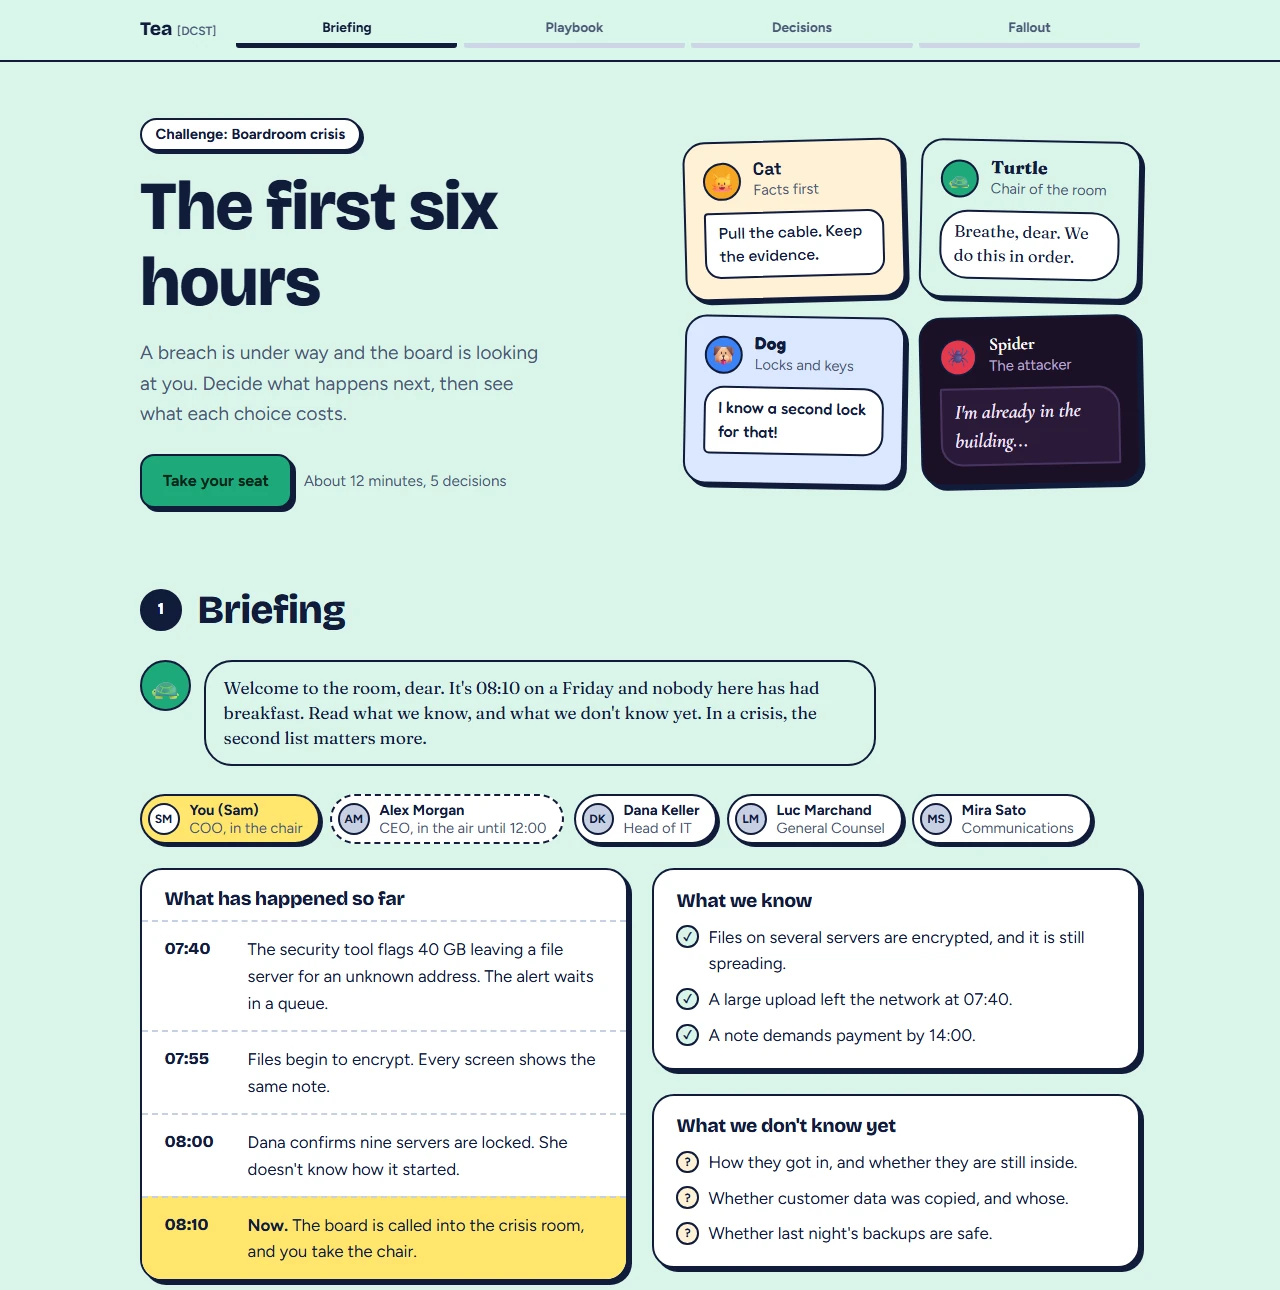 Tea [DCST]
Briefing
Playbook
Decisions
Fallout
Challenge: Boardroom crisis
The first six
hours
A breach is under way and the board is looking
at you. Decide what happens next, then see
what each choice costs.
Take your seat
About 12 minutes, 5 decisions
Cat
Facts first
Pull the cable. Keep
the evidence.
Turtle
Chair of the room
Breathe, dear. We
do this in order.
Dog
Locks and keys
I know a second lock
for that!
Spider
The attacker
I'm already in the
building...
1
Briefing
Welcome to the room, dear. It's 08:10 on a Friday and nobody here has had
breakfast. Read what we know, and what we don't know yet. In a crisis, the
second list matters more.
SM
You (Sam)
COO, in the chair
AM
Alex Morgan
CEO, in the air until 12:00
DK
Dana Keller
Head of IT
LM
Luc Marchand
General Counsel
MS
Mira Sato
Communications
What has happened so far
07:40
The security tool flags 40 GB leaving a file
server for an unknown address. The alert waits
in a queue.
07:55
Files begin to encrypt. Every screen shows the
same note.
08:00
Dana confirms nine servers are locked. She
doesn't know how it started.
08:10
Now. The board is called into the crisis room,
and you take the chair.
What we know
✓ Files on several servers are encrypted, and it is still
spreading.
✓ A large upload left the network at 07:40.
✓ A note demands payment by 14:00.
What we don't know yet
? How they got in, and whether they are still inside.
? Whether customer data was copied, and whose.
? Whether last night's backups are safe.